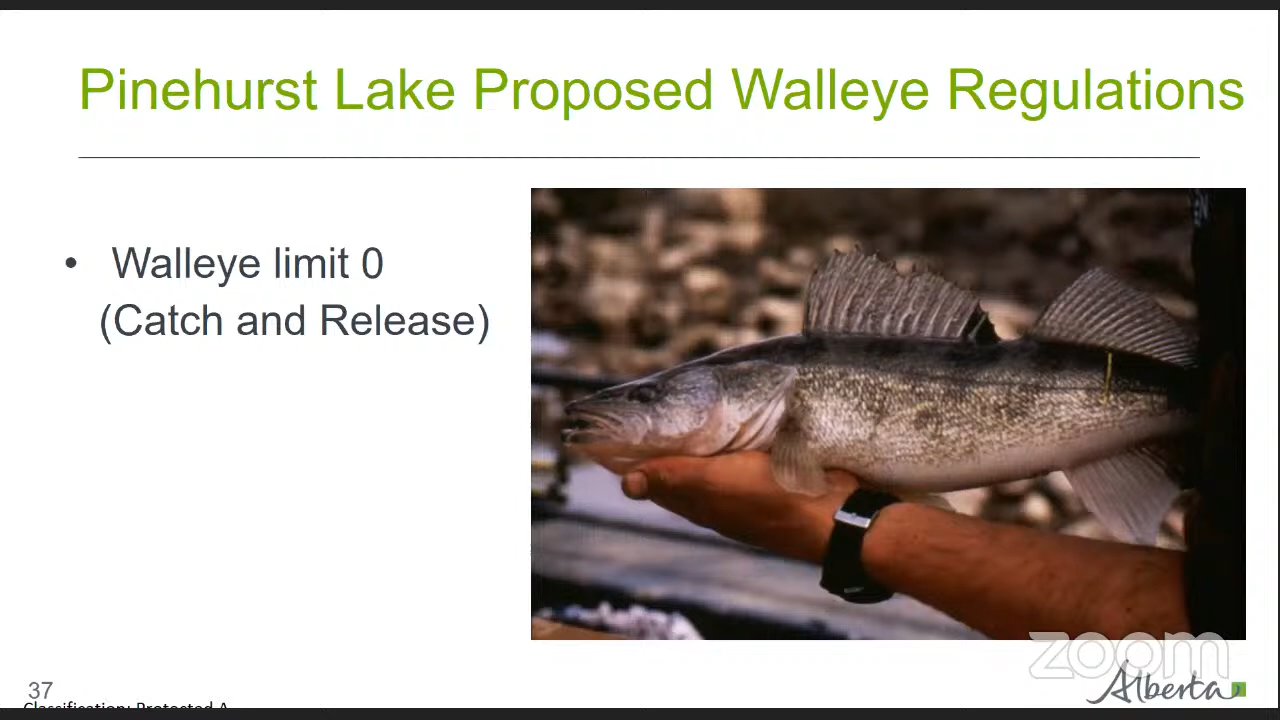 Pinehurst Lake Proposed Walleye Regulations
• Walleye limit 0
(Catch and Release)
zoom
Alberta
37
Classification: Protected A